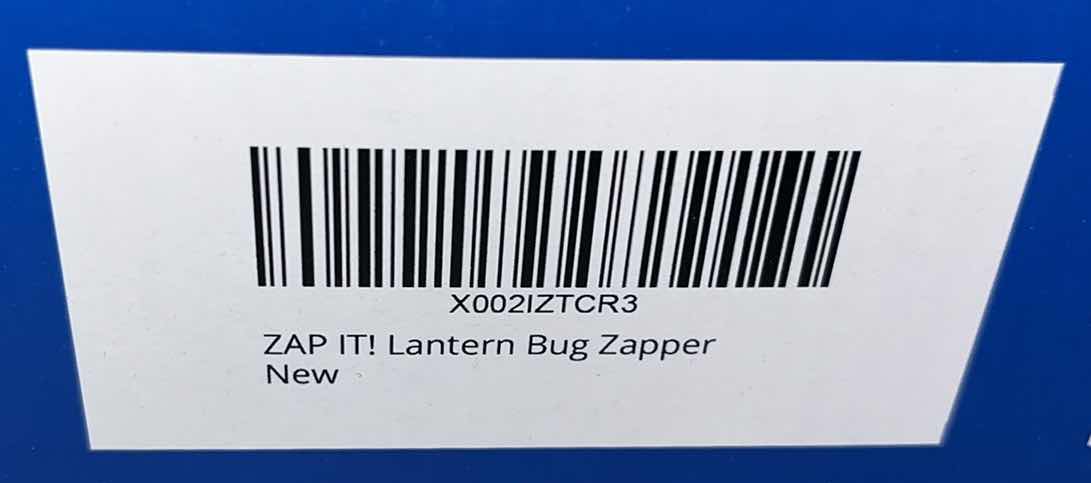 X002IZTCR3
ZAP IT! Lantern Bug Zapper
New